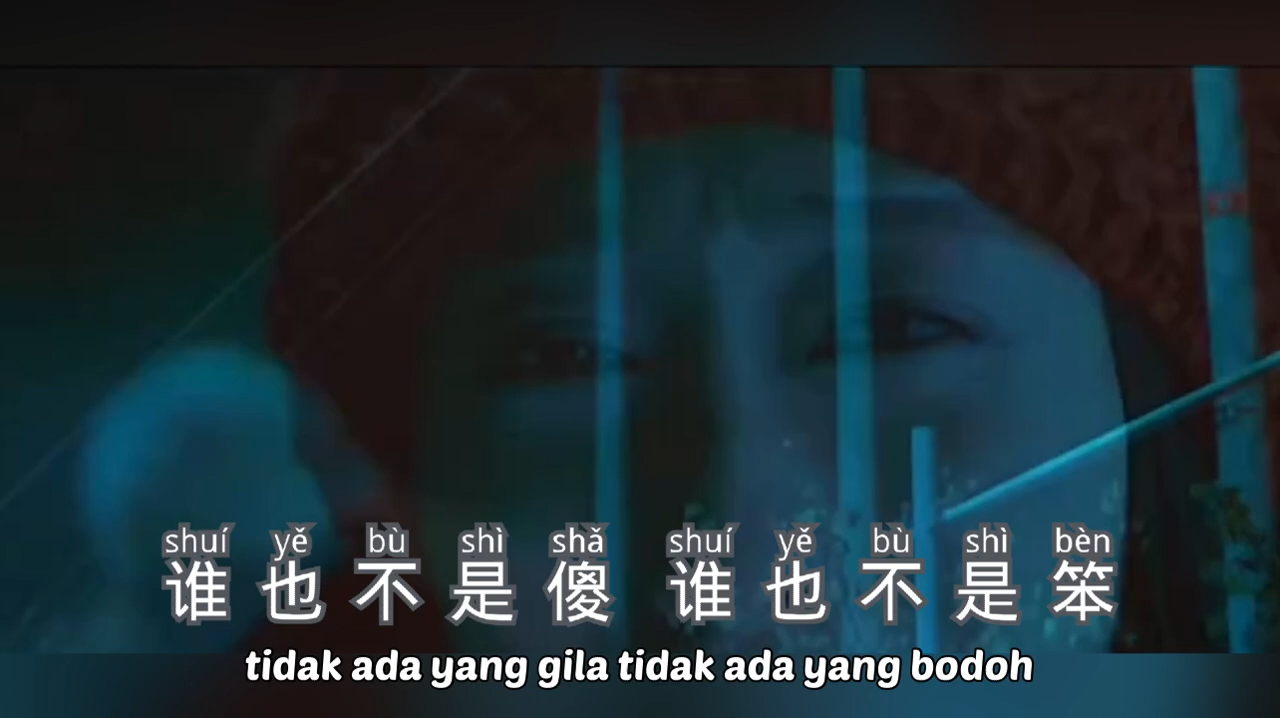 shuí yě bù shì shǎ shuí yě bù shì bèn
谁也不是傻 谁也不是笨
tidak ada yang gila tidak ada yang bodoh